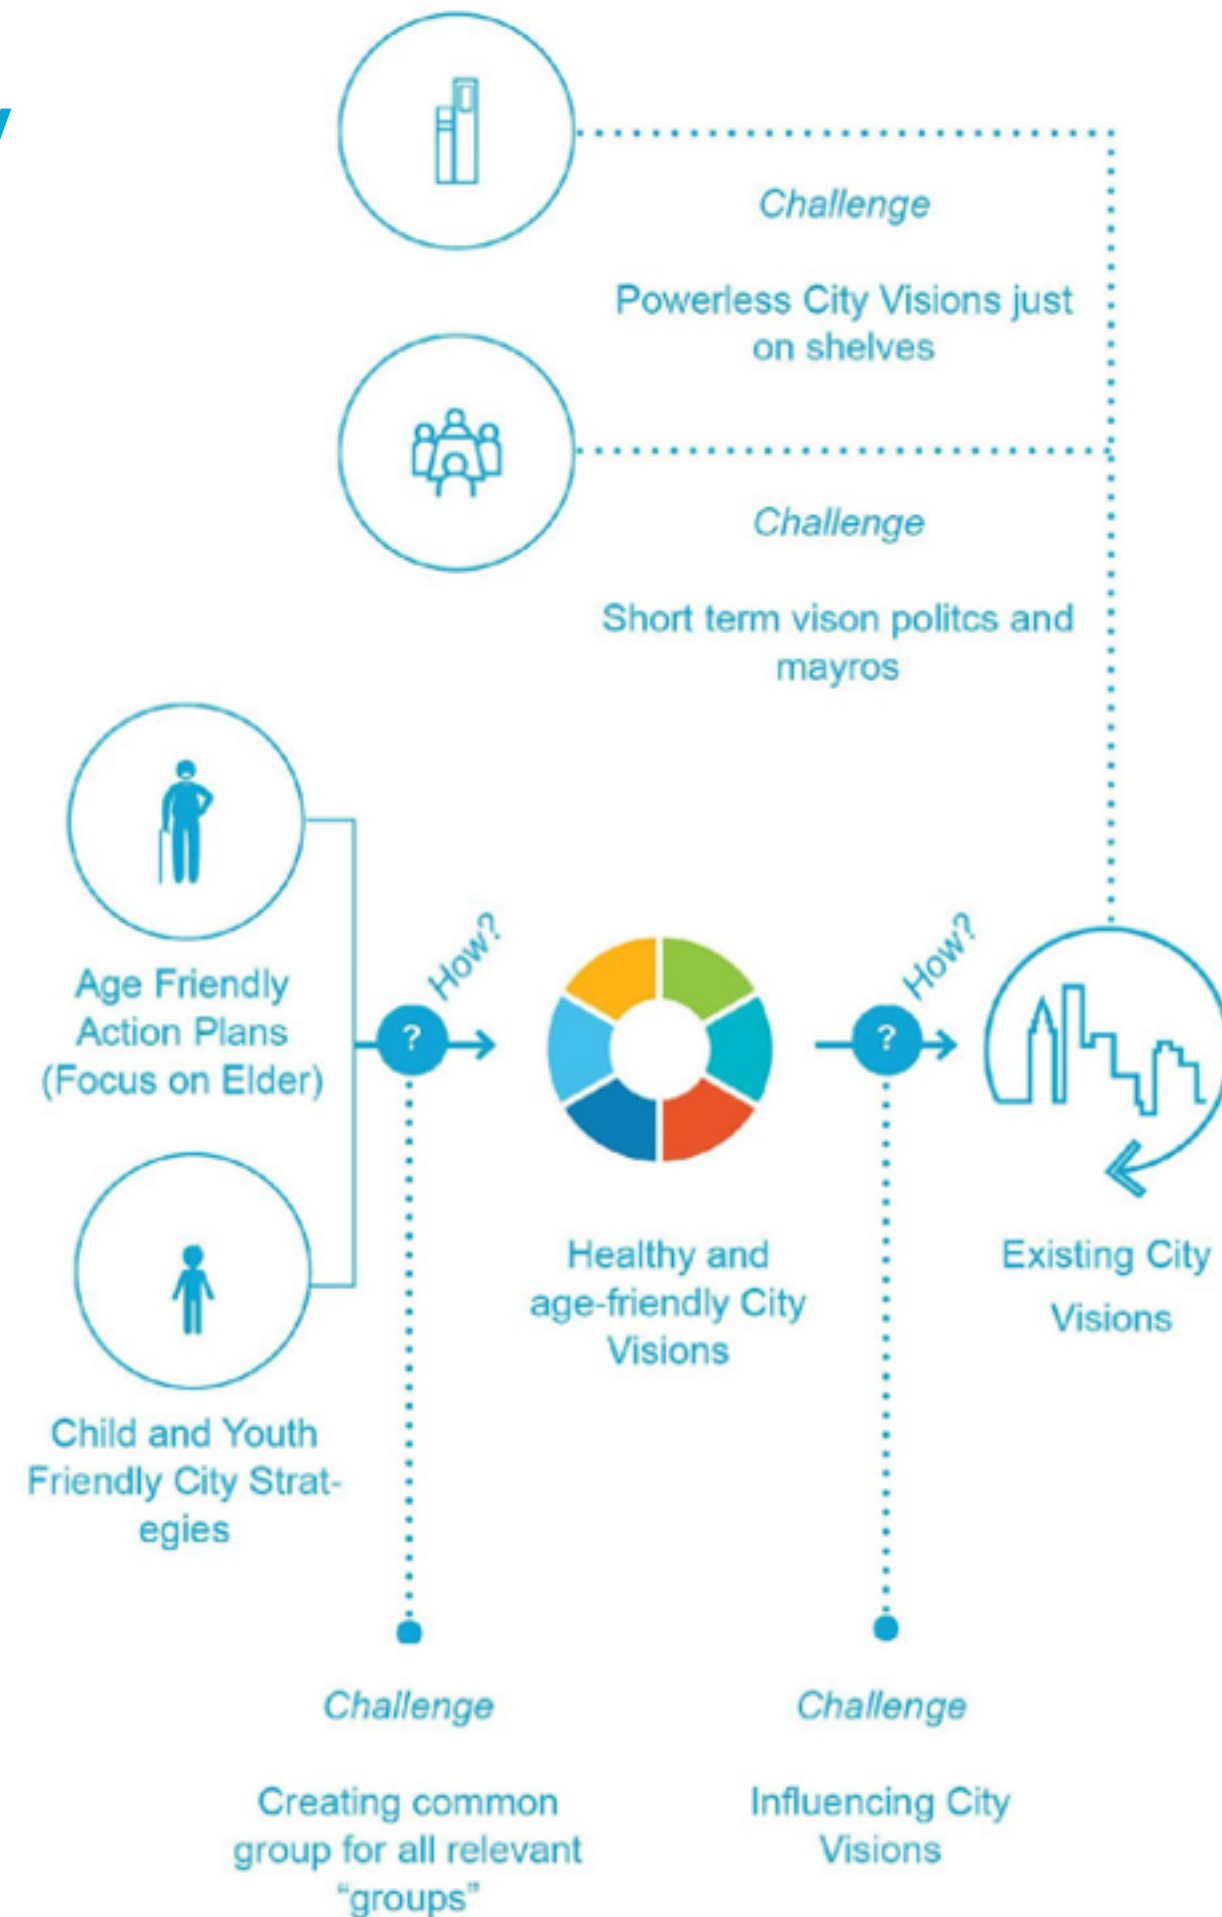 y
Challenge
Powerless City Visions just
on shelves
Challenge
Short term vison politcs and
mayros
Age Friendly
Action Plans
(Focus on Elder)
How?
?
How?
?
Healthy and
age-friendly City
Visions
Existing City
Visions
Child and Youth
Friendly City Strat-
egies
Challenge
Creating common
group for all relevant
“groups”
Challenge
Influencing City
Visions